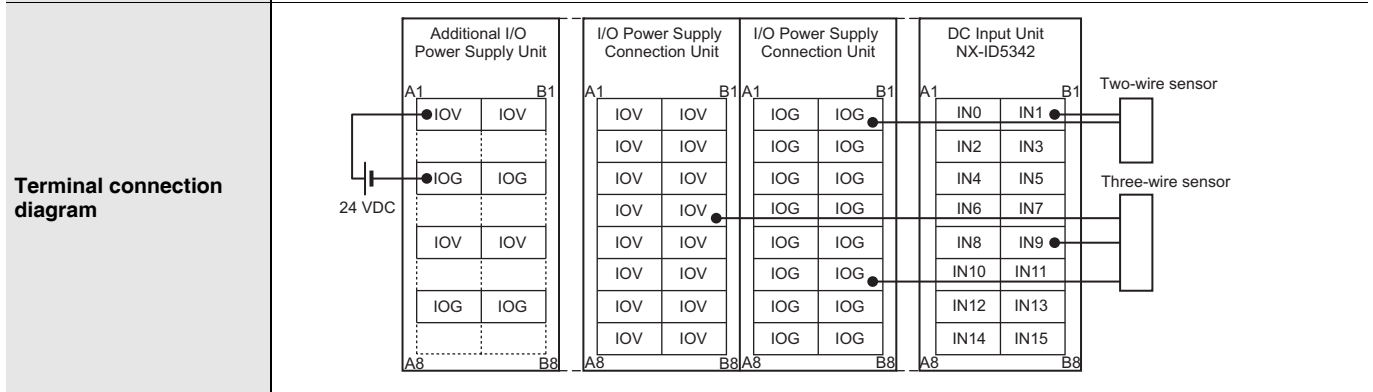 Terminal connection
diagram
Additional I/O
Power Supply Unit
A1 B1
IOV IOV
IOG IOG
IOV IOV
IOG IOG
A8 B8
24 VDC
I/O Power Supply
Connection Unit
A1 B1
IOV IOV
IOV IOV
IOV IOV
IOV IOV
IOV IOV
IOV IOV
IOV IOV
IOV IOV
A8 B8
I/O Power Supply
Connection Unit
A1 B1
IOG IOG
IOG IOG
IOG IOG
IOG IOG
IOG IOG
IOG IOG
IOG IOG
IOG IOG
A8 B8
DC Input Unit
NX-ID5342
A1 B1
IN0 IN1
IN2 IN3
IN4 IN5
IN6 IN7
IN8 IN9
IN10 IN11
IN12 IN13
IN14 IN15
A8 B8
Two-wire sensor
Three-wire sensor